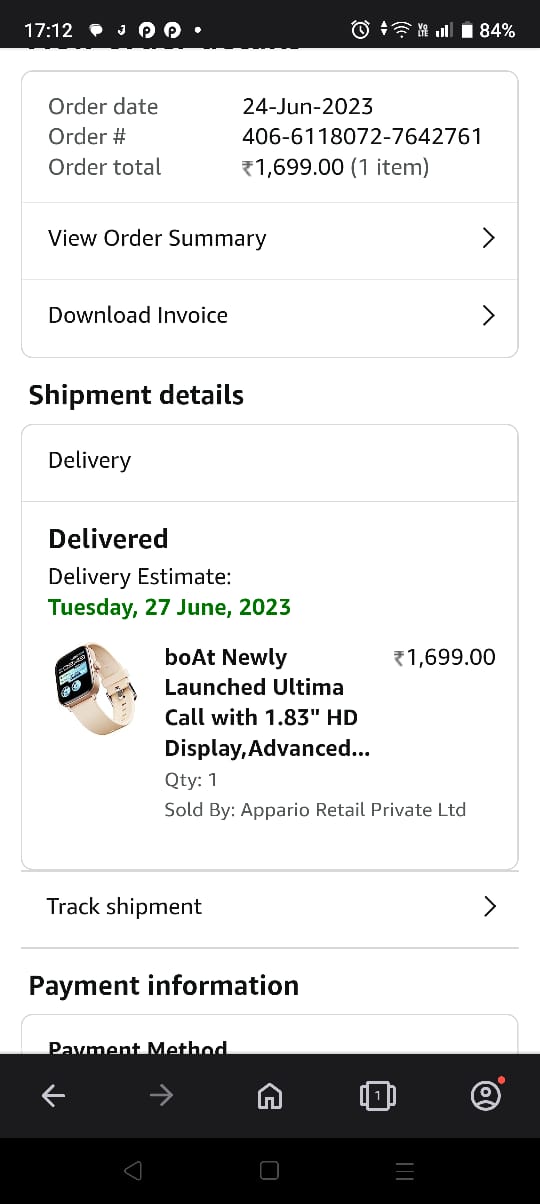 17:12
VO
LTE
84%
Order date 24-Jun-2023
Order # 406-6118072-7642761
Order total ₹1,699.00 (1 item)
View Order Summary
Download Invoice
Shipment details
Delivery
Delivered
Delivery Estimate:
Tuesday, 27 June, 2023
boAt Newly ₹1,699.00
Launched Ultima
Call with 1.83" HD
Display,Advanced...
Qty: 1
Sold By: Appario Retail Private Ltd
Track shipment
Payment information
Payment Method
1